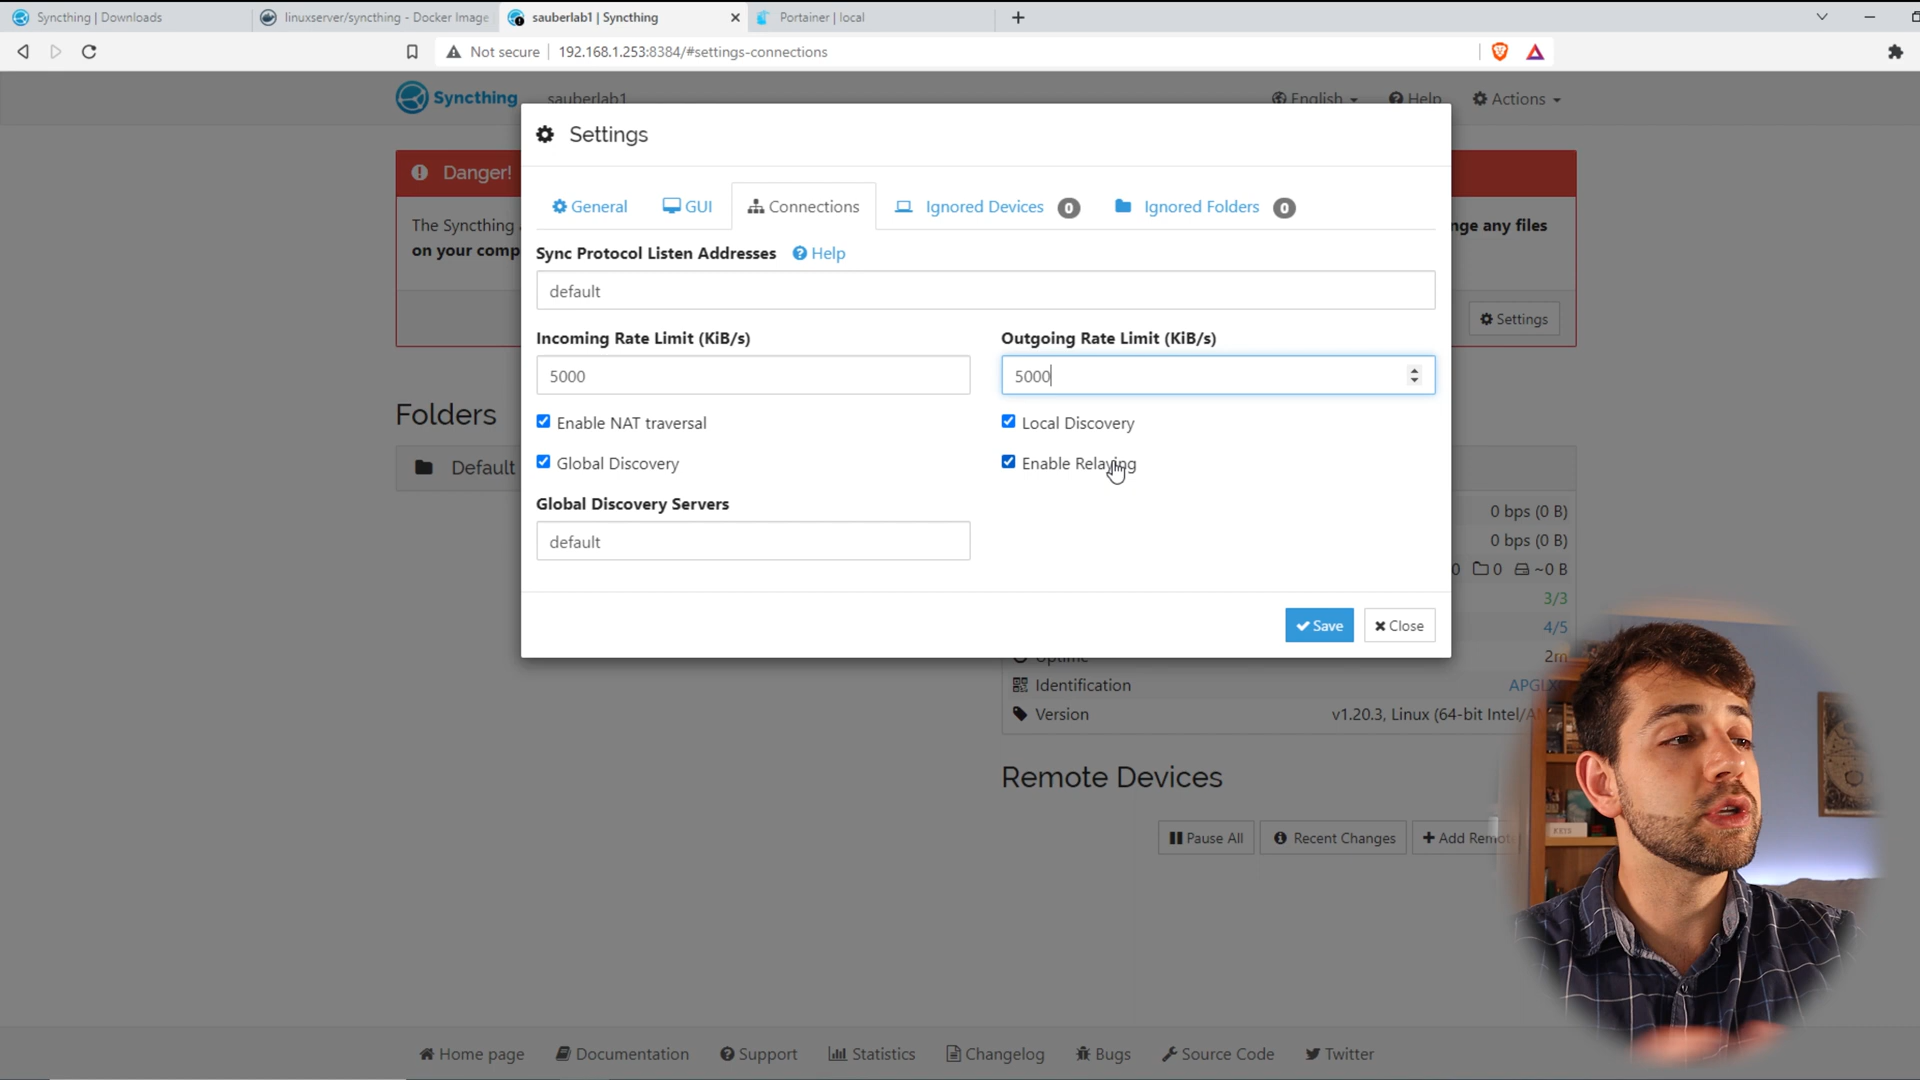 Syncthing | Downloads
linuxserver/syncthing - Docker Image
sauberlab1 | Syncthing
Portainer | local
Not secure
192.168.1.253:8384/#settings-connections
Syncthing
sauberlab1
English
Help
Actions
Settings
Danger!
General
GUI
Connections
Ignored Devices 0
Ignored Folders 0
The Syncthing
nge any files
on your comp
Sync Protocol Listen Addresses
Help
default
Settings
Incoming Rate Limit (KiB/s)
Outgoing Rate Limit (KiB/s)
5000
5000
Enable NAT traversal
Local Discovery
Folders
Default
Global Discovery
Enable Relaying
Global Discovery Servers
0 bps (0 B)
default
0 bps (0 B)
0 0 ~0 B
3/3
Save
Close
4/5
Uptime
2m
Identification
APGLX
Version
v1.20.3, Linux (64-bit Intel/A
Remote Devices
Pause All
Recent Changes
Add Remot
Home page
Documentation
Support
Statistics
Changelog
Bugs
Source Code
Twitter